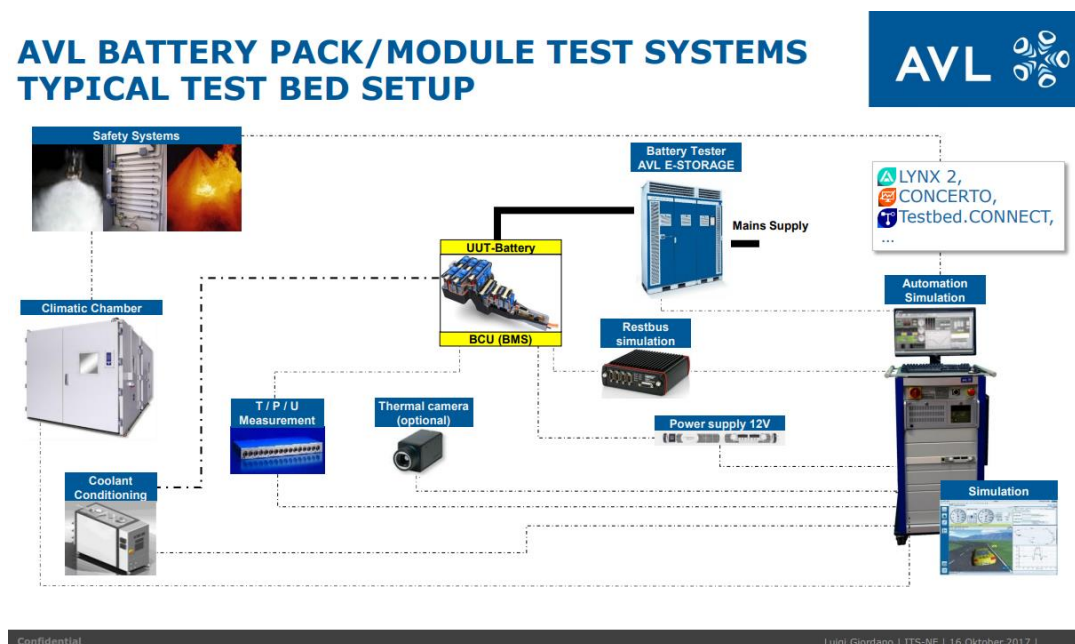 AVL BATTERY PACK/MODULE TEST SYSTEMS
TYPICAL TEST BED SETUP
AVL
Safety Systems
Battery Tester
AVL E-STORAGE
LYNX 2,
CONCERTO,
Testbed.CONNECT,
...
Mains Supply
UUT-Battery
BCU (BMS)
Climatic Chamber
Automation
Simulation
Restbus
simulation
T / P / U
Measurement
Thermal camera
(optional)
Power supply 12V
Coolant
Conditioning
Simulation
Confidential
Luigi Giordano | ITS-NE | 16 Oktober 2017 |